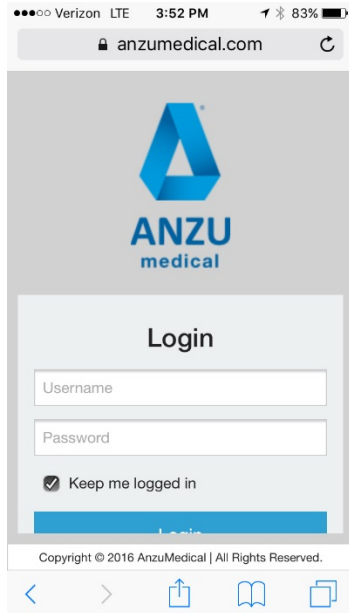 Verizon LTE 3:52 PM 83%
anzumedical.com
ANZU
medical
Login
Username
Password
Keep me logged in
Login
Copyright © 2016 AnzuMedical | All Rights Reserved.